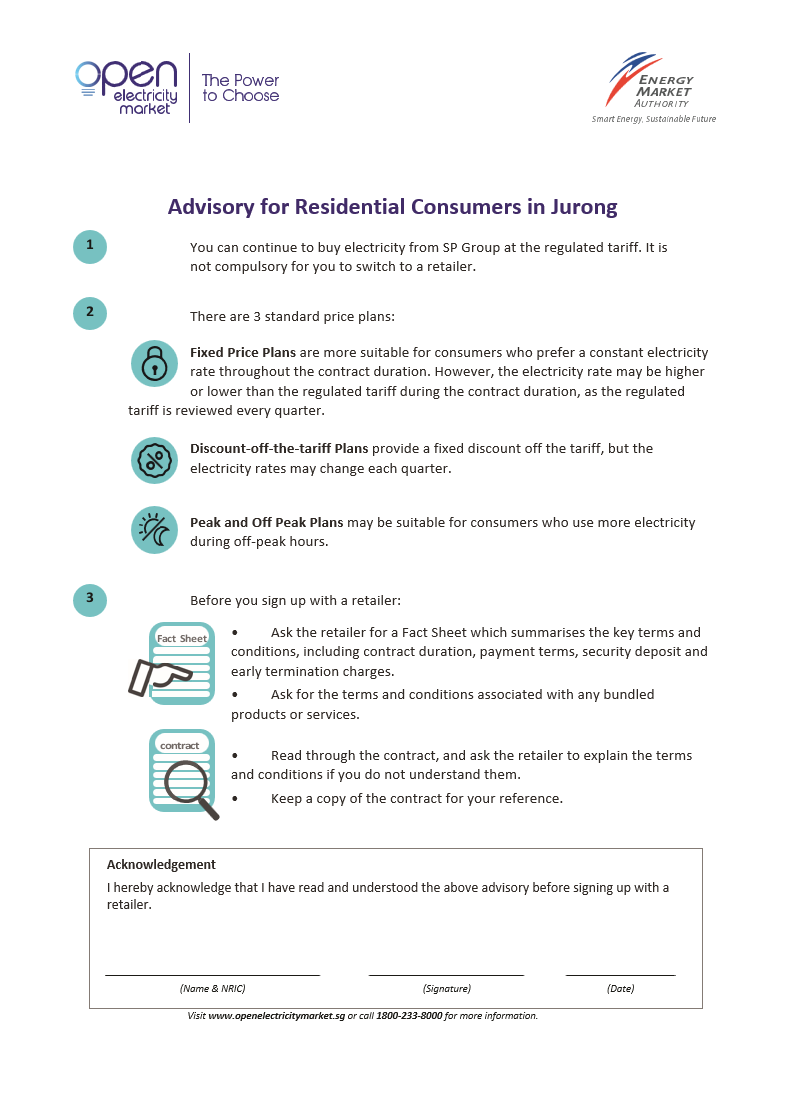 open
electricity
market
The Power
to Choose
ENERGY
MARKET
AUTHORITY
Smart Energy, Sustainable Future
Advisory for Residential Consumers in Jurong
1
You can continue to buy electricity from SP Group at the regulated tariff. It is
not compulsory for you to switch to a retailer.
2
There are 3 standard price plans:
Fixed Price Plans are more suitable for consumers who prefer a constant electricity
rate throughout the contract duration. However, the electricity rate may be higher
or lower than the regulated tariff during the contract duration, as the regulated
tariff is reviewed every quarter.
Discount-off-the-tariff Plans provide a fixed discount off the tariff, but the
electricity rates may change each quarter.
Peak and Off Peak Plans may be suitable for consumers who use more electricity
during off-peak hours.
3
Before you sign up with a retailer:
Fact Sheet
• Ask the retailer for a Fact Sheet which summarises the key terms and
conditions, including contract duration, payment terms, security deposit and
early termination charges.
• Ask for the terms and conditions associated with any bundled
products or services.
contract
• Read through the contract, and ask the retailer to explain the terms
and conditions if you do not understand them.
• Keep a copy of the contract for your reference.
Acknowledgement
I hereby acknowledge that I have read and understood the above advisory before signing up with a
retailer.
(Name & NRIC) (Signature) (Date)
Visit www.openelectricitymarket.sg or call 1800-233-8000 for more information.